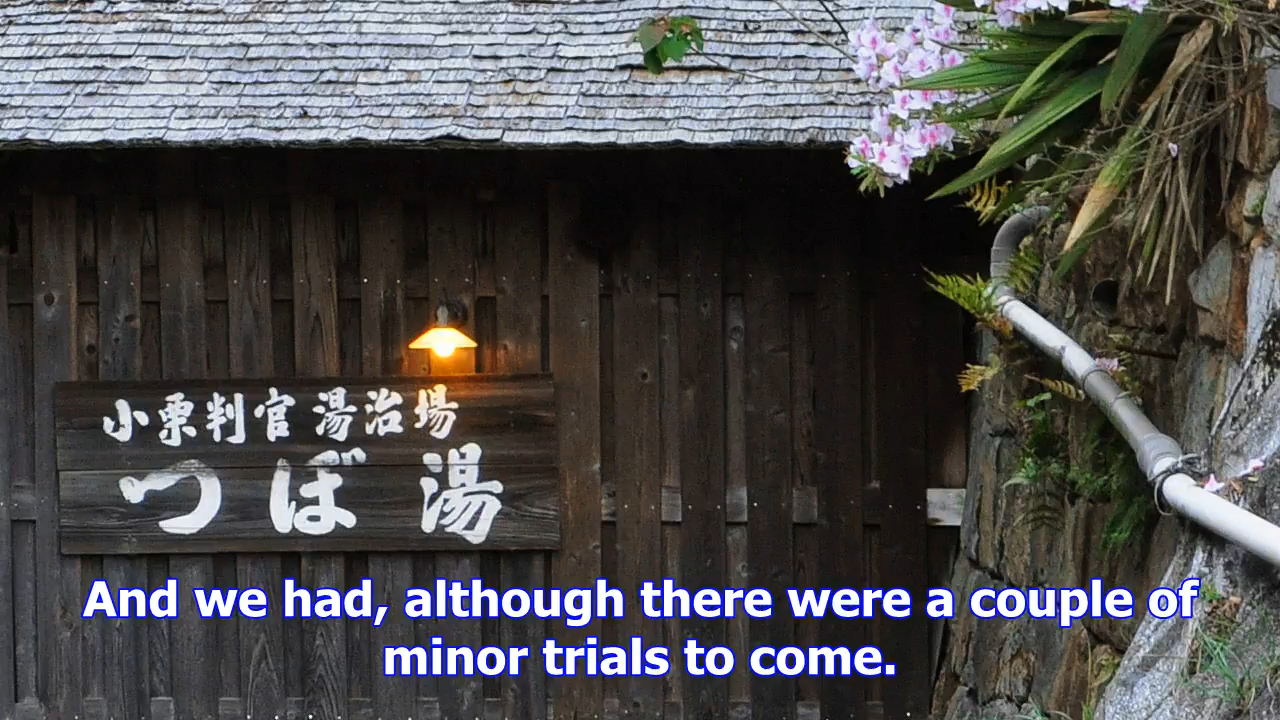 小栗判官 湯治場
つぼ湯
And we had, although there were a couple of
minor trials to come.